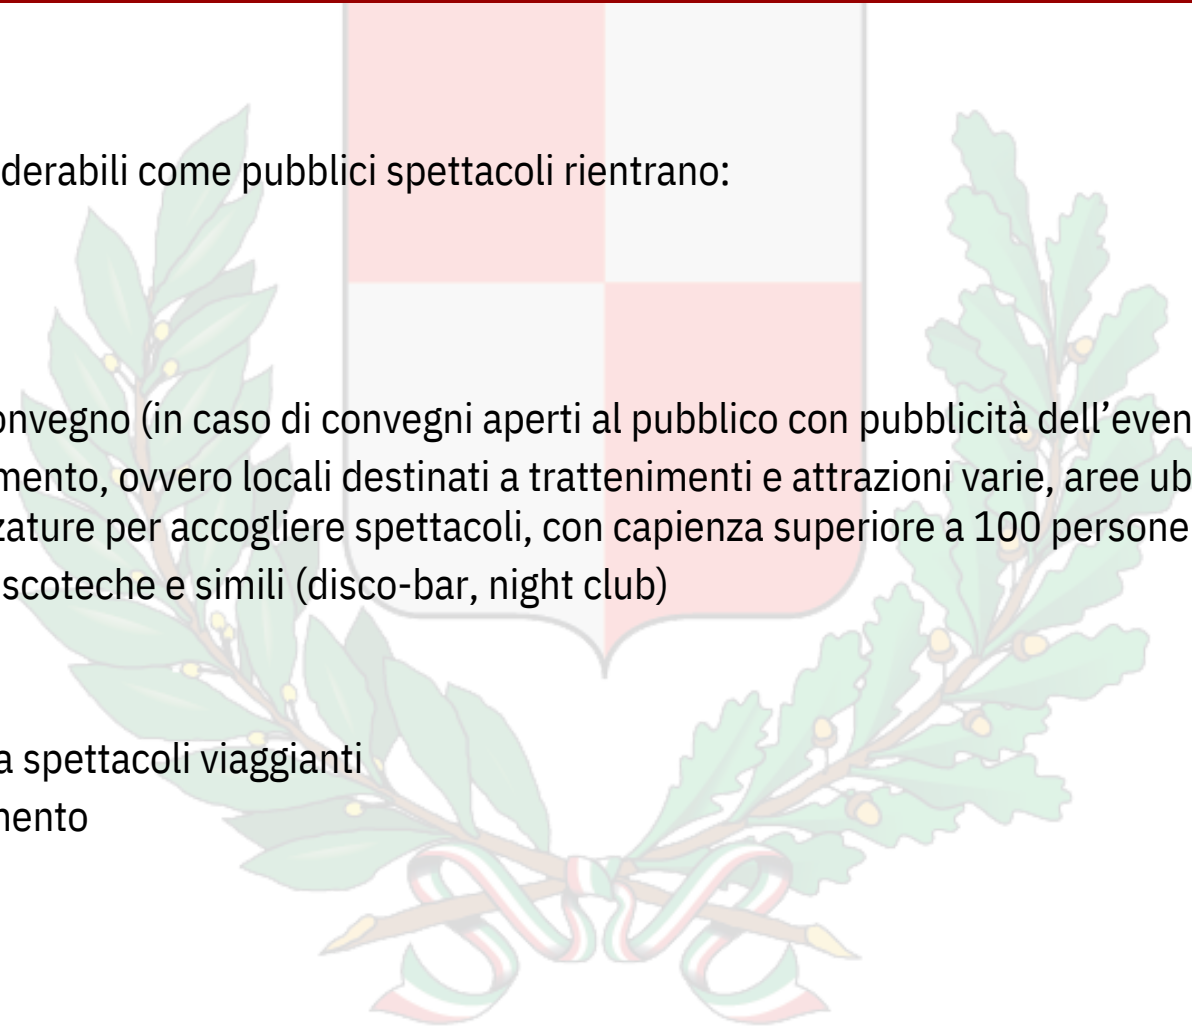 derabili come pubblici spettacoli rientrano:
onvegno (in caso di convegni aperti al pubblico con pubblicità dell’even
mento, ovvero locali destinati a trattenimenti e attrazioni varie, aree ub
zature per accogliere spettacoli, con capienza superiore a 100 persone
scoteche e simili (disco-bar, night club)
a spettacoli viaggianti
mento